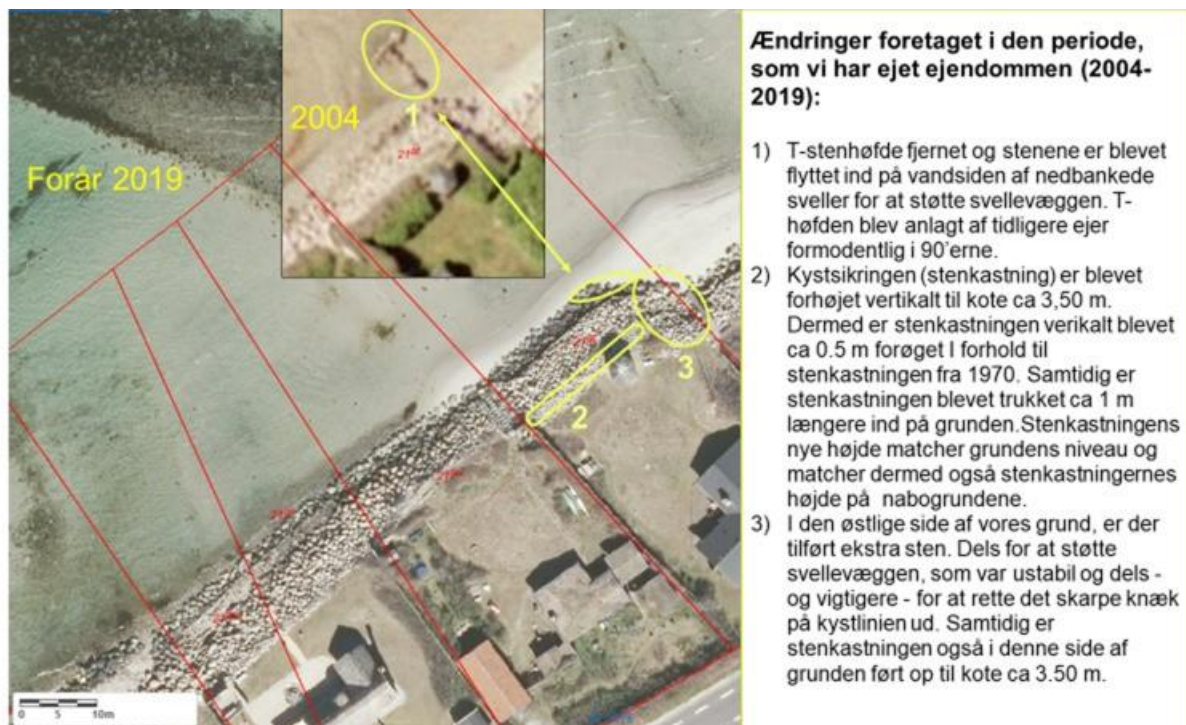 Forår 2019
2004
1
2
3
0 5 10m
Ændringer foretaget i den periode,
som vi har ejet ejendommen (2004-
2019):
1) T-stenhøfde fjernet og stenene er blevet
flyttet ind på vandsiden af nedbankede
sveller for at støtte svellevæggen. T-
høfden blev anlagt af tidligere ejer
formodentlig i 90'erne.
2) Kystsikringen (stenkastning) er blevet
forhøjet vertikalt til kote ca 3,50 m.
Dermed er stenkastningen verikalt blevet
ca 0.5 m forøget I forhold til
stenkastningen fra 1970. Samtidig er
stenkastningen blevet trukket ca 1 m
længere ind på grunden.Stenkastningens
nye højde matcher grundens niveau og
matcher dermed også stenkastningernes
højde på nabogrundene.
3) I den østlige side af vores grund, er der
tilført ekstra sten. Dels for at støtte
svellevæggen, som var ustabil og dels -
og vigtigere - for at rette det skarpe knæk
på kystlinien ud. Samtidig er
stenkastningen også i denne side af
grunden ført op til kote ca 3.50 m.